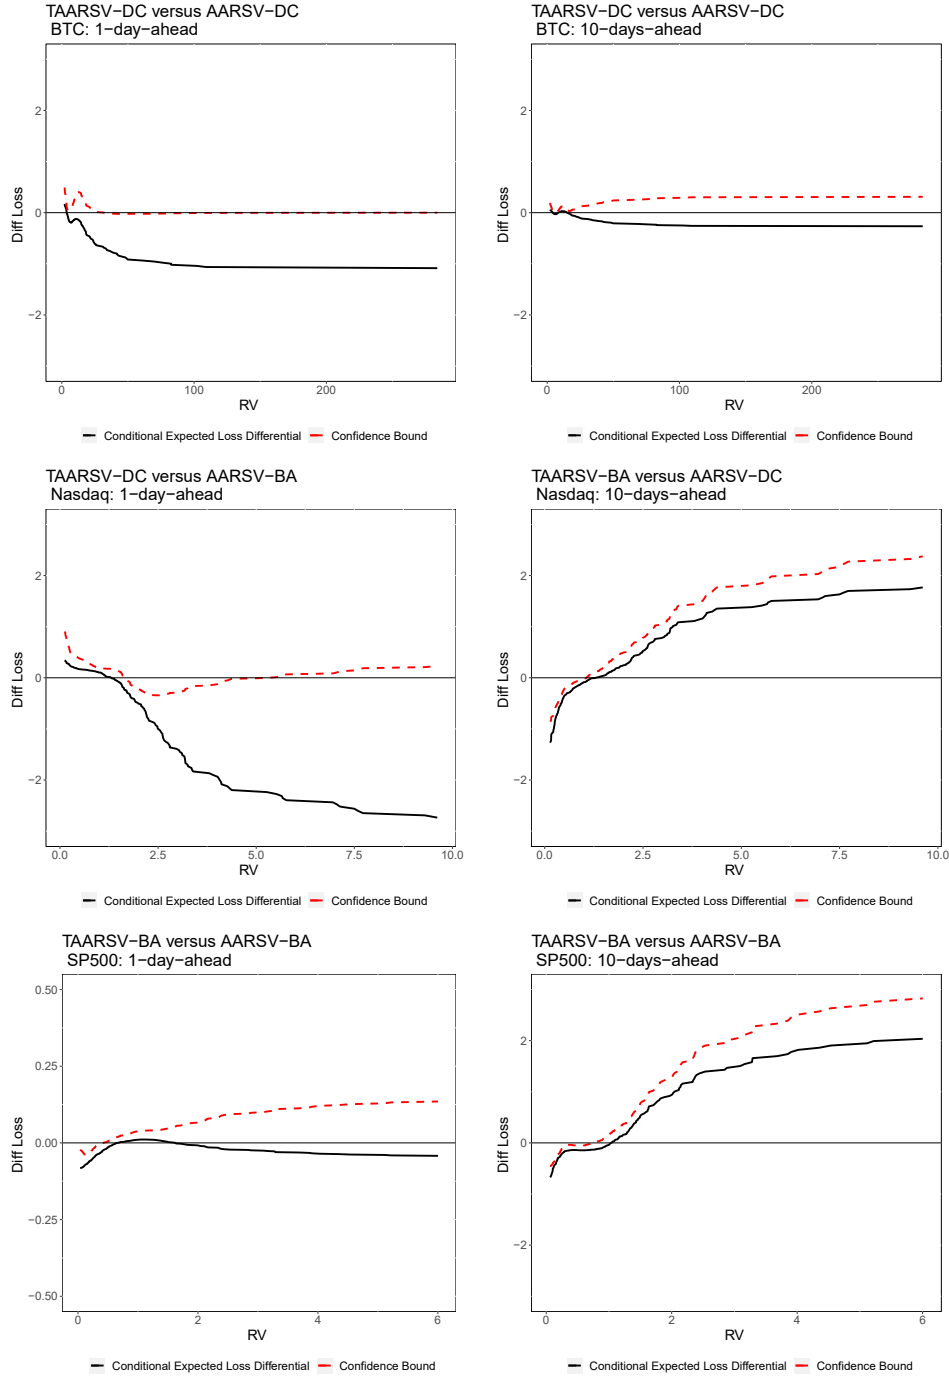 TAARSV−DC versus AARSV−DC
BTC: 1−day−ahead
Diff Loss
2
0
−2
0
100
200
RV
Conditional Expected Loss Differential
Confidence Bound
TAARSV−DC versus AARSV−DC
BTC: 10−days−ahead
Diff Loss
2
0
−2
0
100
200
RV
Conditional Expected Loss Differential
Confidence Bound
TAARSV−DC versus AARSV−BA
Nasdaq: 1−day−ahead
Diff Loss
2
0
−2
0.0
2.5
5.0
7.5
10.0
RV
Conditional Expected Loss Differential
Confidence Bound
TAARSV−BA versus AARSV−DC
Nasdaq: 10−days−ahead
Diff Loss
2
0
−2
0.0
2.5
5.0
7.5
10.0
RV
Conditional Expected Loss Differential
Confidence Bound
TAARSV−BA versus AARSV−BA
SP500: 1−day−ahead
Diff Loss
0.50
0.25
0.00
−0.25
−0.50
0
2
4
6
RV
Conditional Expected Loss Differential
Confidence Bound
TAARSV−BA versus AARSV−BA
SP500: 10−days−ahead
Diff Loss
2
0
−2
0
2
4
6
RV
Conditional Expected Loss Differential
Confidence Bound